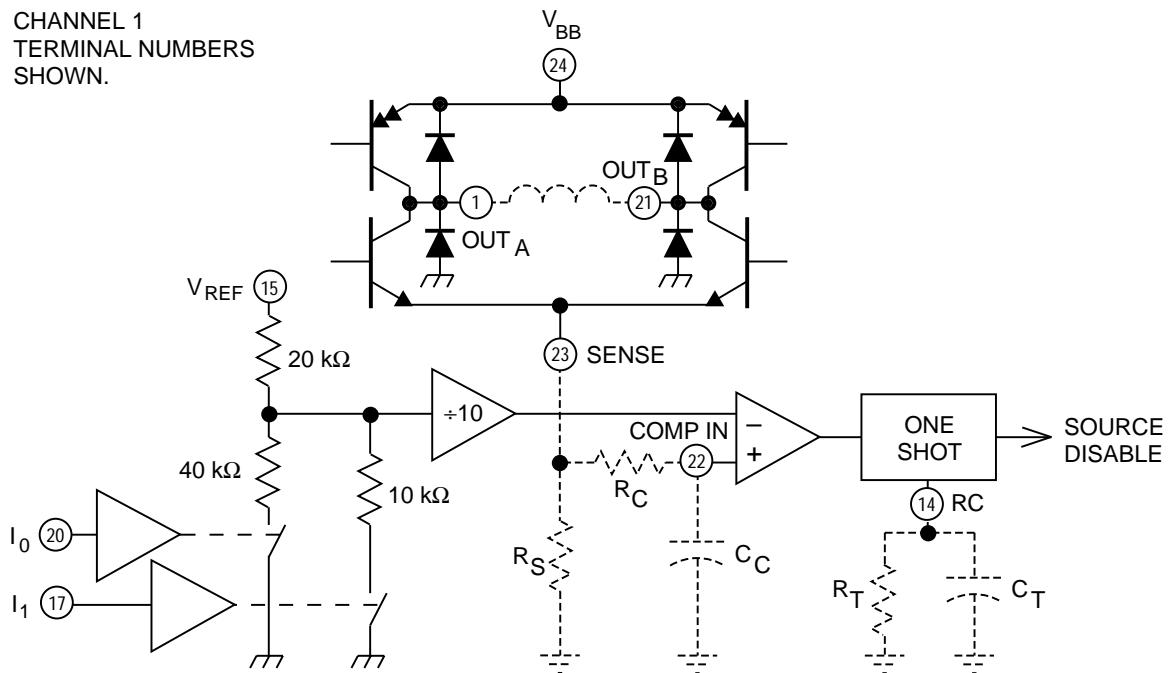 CHANNEL 1
TERMINAL NUMBERS
SHOWN.
V_BB
24
OUT_B
1
21
OUT_A
V_REF
15
20 kΩ
23
SENSE
÷10
COMP IN
22
−
+
ONE
SHOT
SOURCE
DISABLE
40 kΩ
10 kΩ
R_C
14
RC
I_0
20
R_S
C_C
R_T
C_T
I_1
17